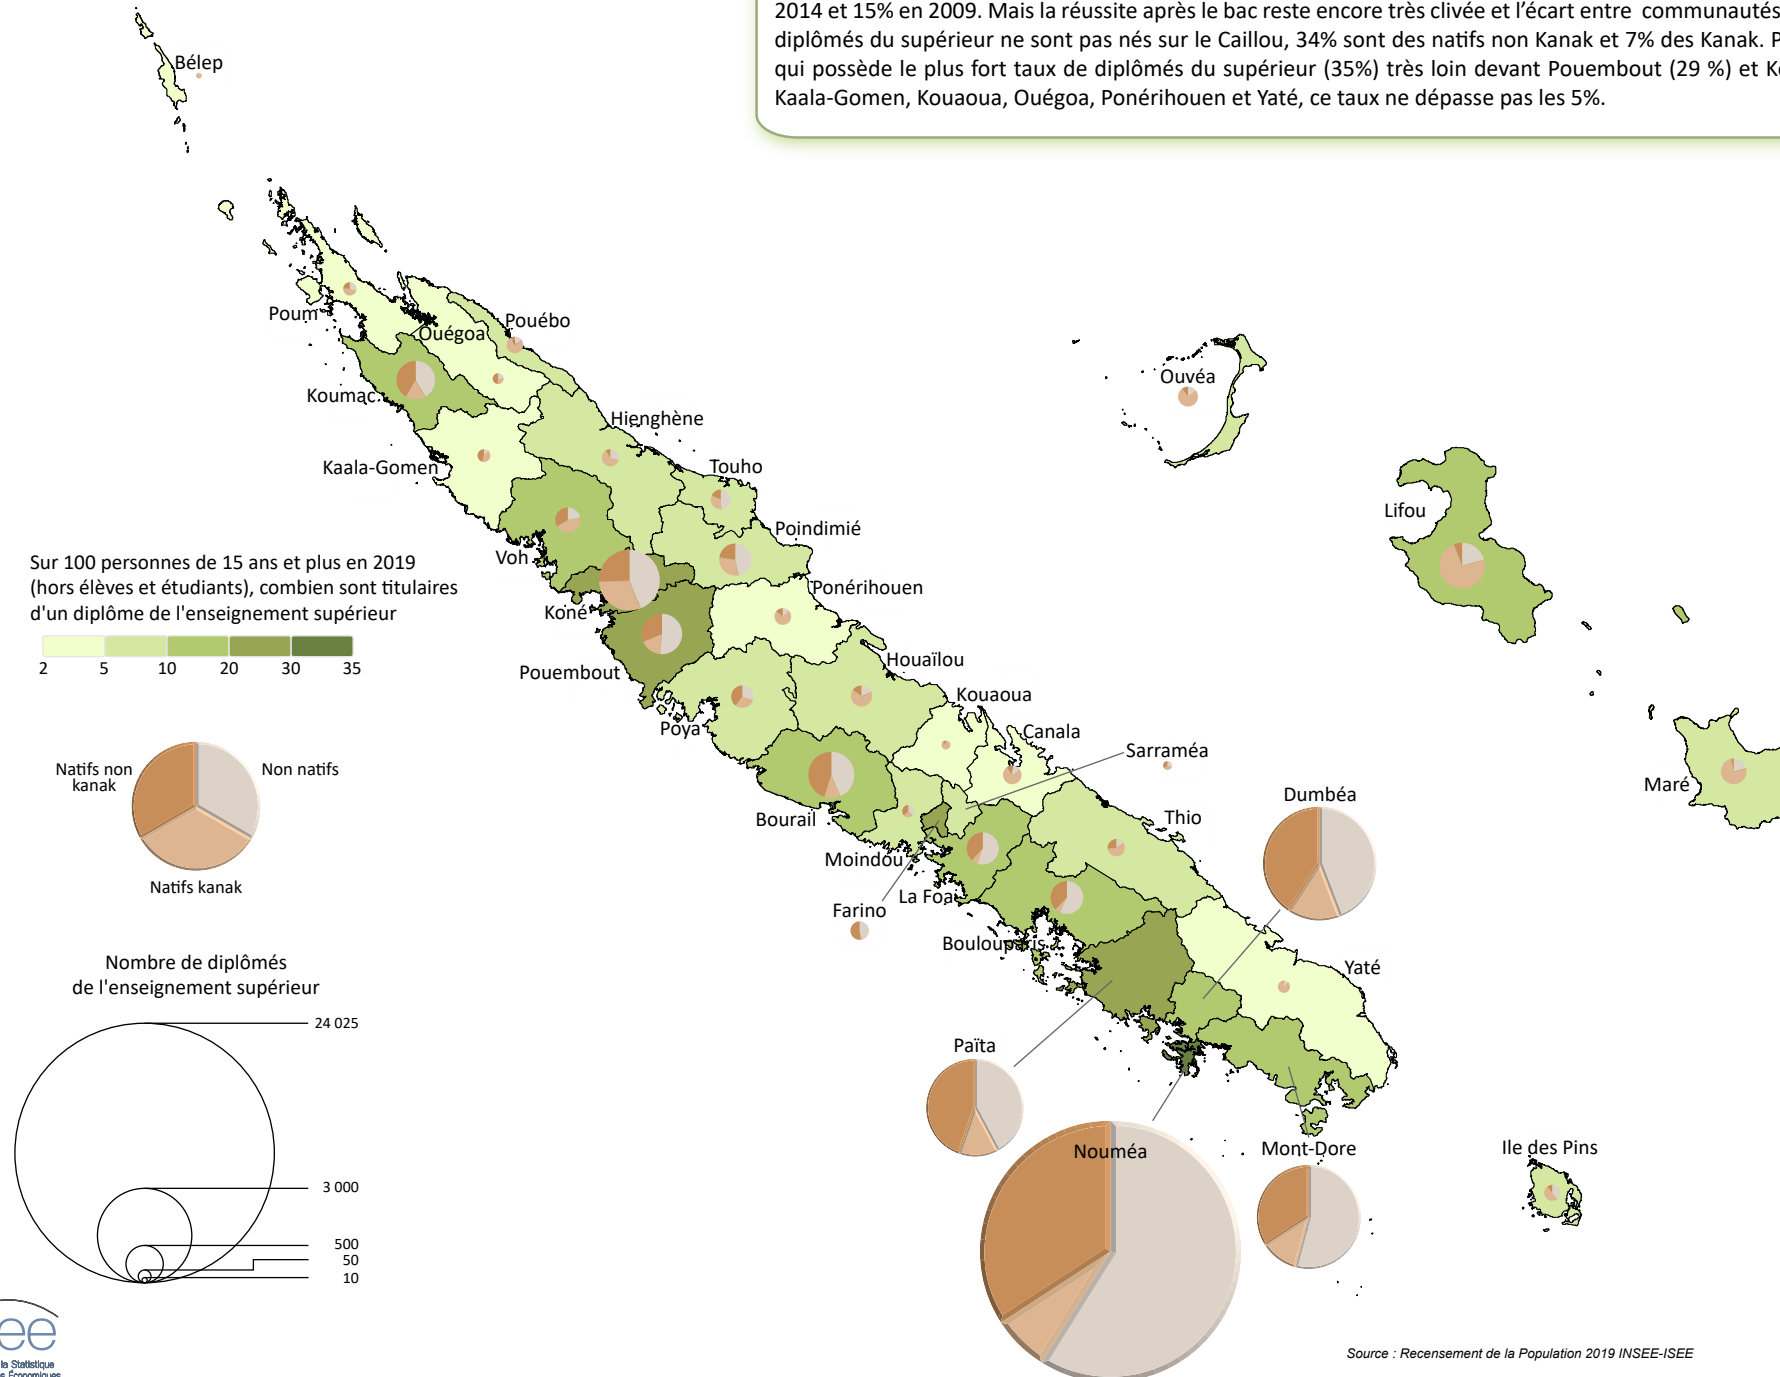 2014 et 15% en 2009. Mais la réussite après le bac reste encore très clivée et l'écart entre communautés
diplômés du supérieur ne sont pas nés sur le Caillou, 34% sont des natifs non Kanak et 7% des Kanak.
qui possède le plus fort taux de diplômés du supérieur (35%) très loin devant Pouembout (29 %) et
Kaala-Gomen, Kouaoua, Ouégoa, Ponérihouen et Yaté, ce taux ne dépasse pas les 5%.
Bélep
Poum
Ouégoa
Pouébo
Koumac
Hienghène
Kaala-Gomen
Touho
Ouvéa
Lifou
Poindimié
Voh
Ponérihouen
Koné
Pouembout
Houaïlou
Kouaoua
Poya
Canala
Sarraméa
Maré
Dumbéa
Bourail
Thio
Moindou
La Foa
Farino
Boulouparis
Yaté
Païta
Nouméa
Mont-Dore
Ile des Pins
Sur 100 personnes de 15 ans et plus en 2019
(hors élèves et étudiants), combien sont titulaires
d'un diplôme de l'enseignement supérieur
2 5 10 20 30 35
Natifs non
kanak
Non natifs
Natifs kanak
Nombre de diplômés
de l'enseignement supérieur
24 025
3 000
500
50
10
ee
la Statistique
Économiques
Source : Recensement de la Population 2019 INSEE-ISEE